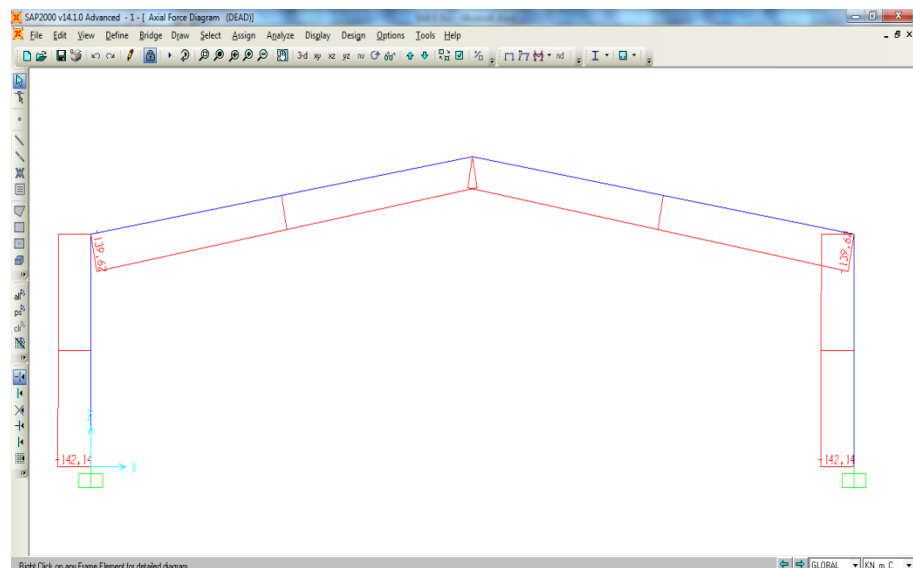 SAP2000 v14.1.0 Advanced - 1 - [ Axial Force Diagram (DEAD)]
File Edit View Define Bridge Draw Select Assign Analyze Display Design Options Tools Help
3-d xy xz yz nv
nd
-139,62
-139,62
-142,14
-142,14
Z
X
Right Click on any Frame Element for detailed diagram
GLOBAL
KN, m, C